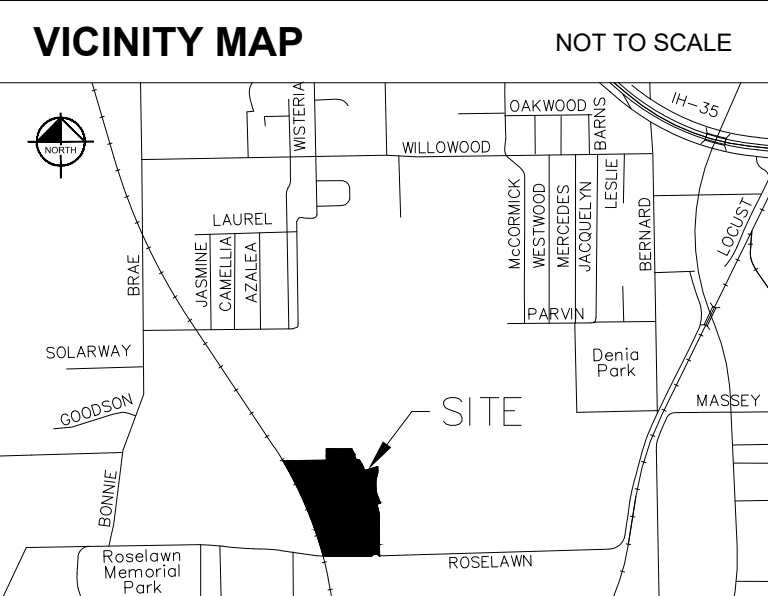 VICINITY MAP
NOT TO SCALE
NORTH
WISTERIA
OAKWOOD
BARNS
IH-35
WILLOWOOD
LAUREL
JASMINE
CAMELLIA
AZALEA
McCORMICK
WESTWOOD
MERCEDES
JACQUELYN
LESLIE
BERNARD
LOCUST
BRAE
PARVIN
SOLARWAY
Denia
Park
GOODSON
SITE
MASSEY
BONNIE
Roselawn
Memorial
Park
ROSELAWN